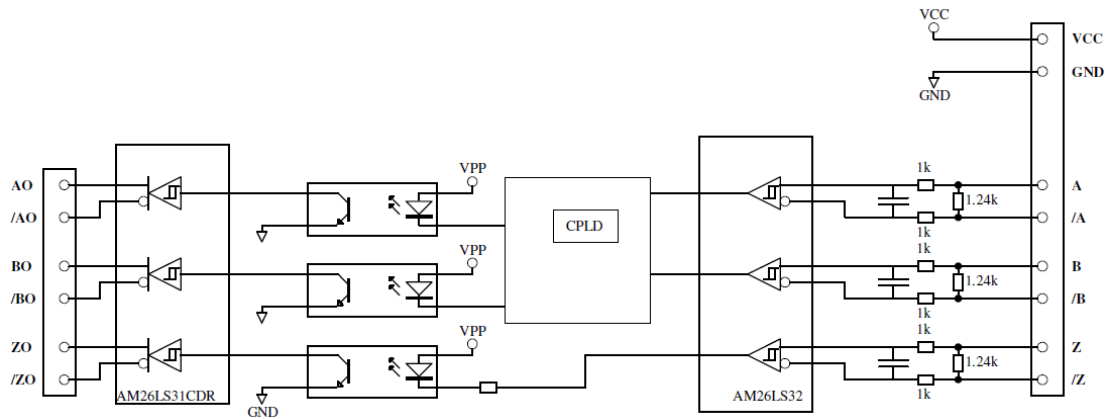 VCC
VCC
GND
GND
VPP
1k
AO
A
1.24k
/AO
/A
1k
CPLD
VPP
1k
BO
B
1.24k
/BO
/B
1k
VPP
1k
ZO
Z
1.24k
/ZO
/Z
1k
AM26LS31CDR
AM26LS32
GND